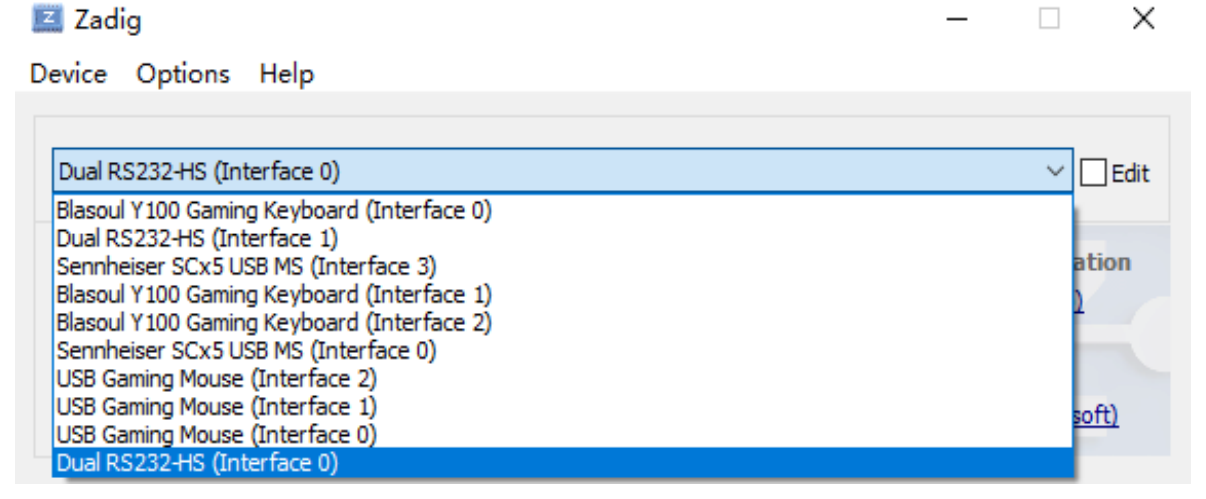 Zadig
Device Options Help
Dual RS232-HS (Interface 0)
Edit
Blasoul Y100 Gaming Keyboard (Interface 0)
Dual RS232-HS (Interface 1)
Sennheiser SCx5 USB MS (Interface 3)
Blasoul Y100 Gaming Keyboard (Interface 1)
Blasoul Y100 Gaming Keyboard (Interface 2)
Sennheiser SCx5 USB MS (Interface 0)
USB Gaming Mouse (Interface 2)
USB Gaming Mouse (Interface 1)
USB Gaming Mouse (Interface 0)
Dual RS232-HS (Interface 0)
ation
)
soft)